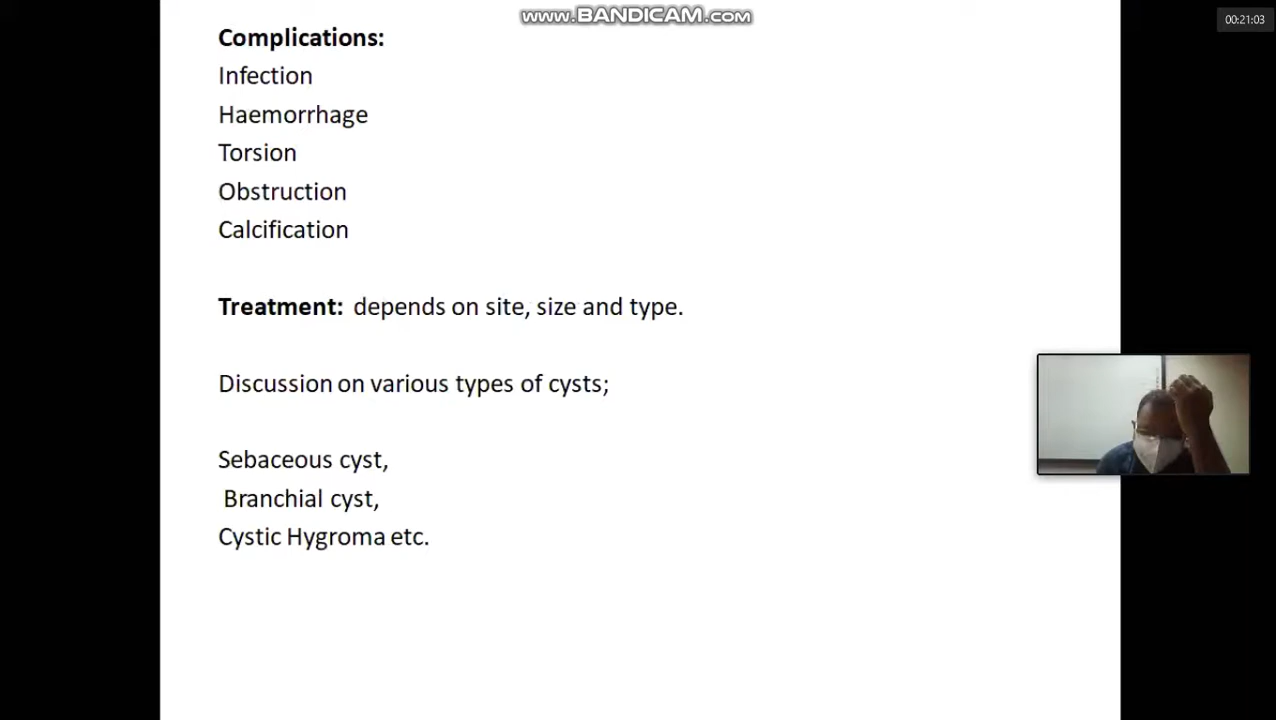 www.BANDICAM.com
00:21:03
Complications:
Infection
Haemorrhage
Torsion
Obstruction
Calcification
Treatment: depends on site, size and type.
Discussion on various types of cysts;
Sebaceous cyst,
Branchial cyst,
Cystic Hygroma etc.